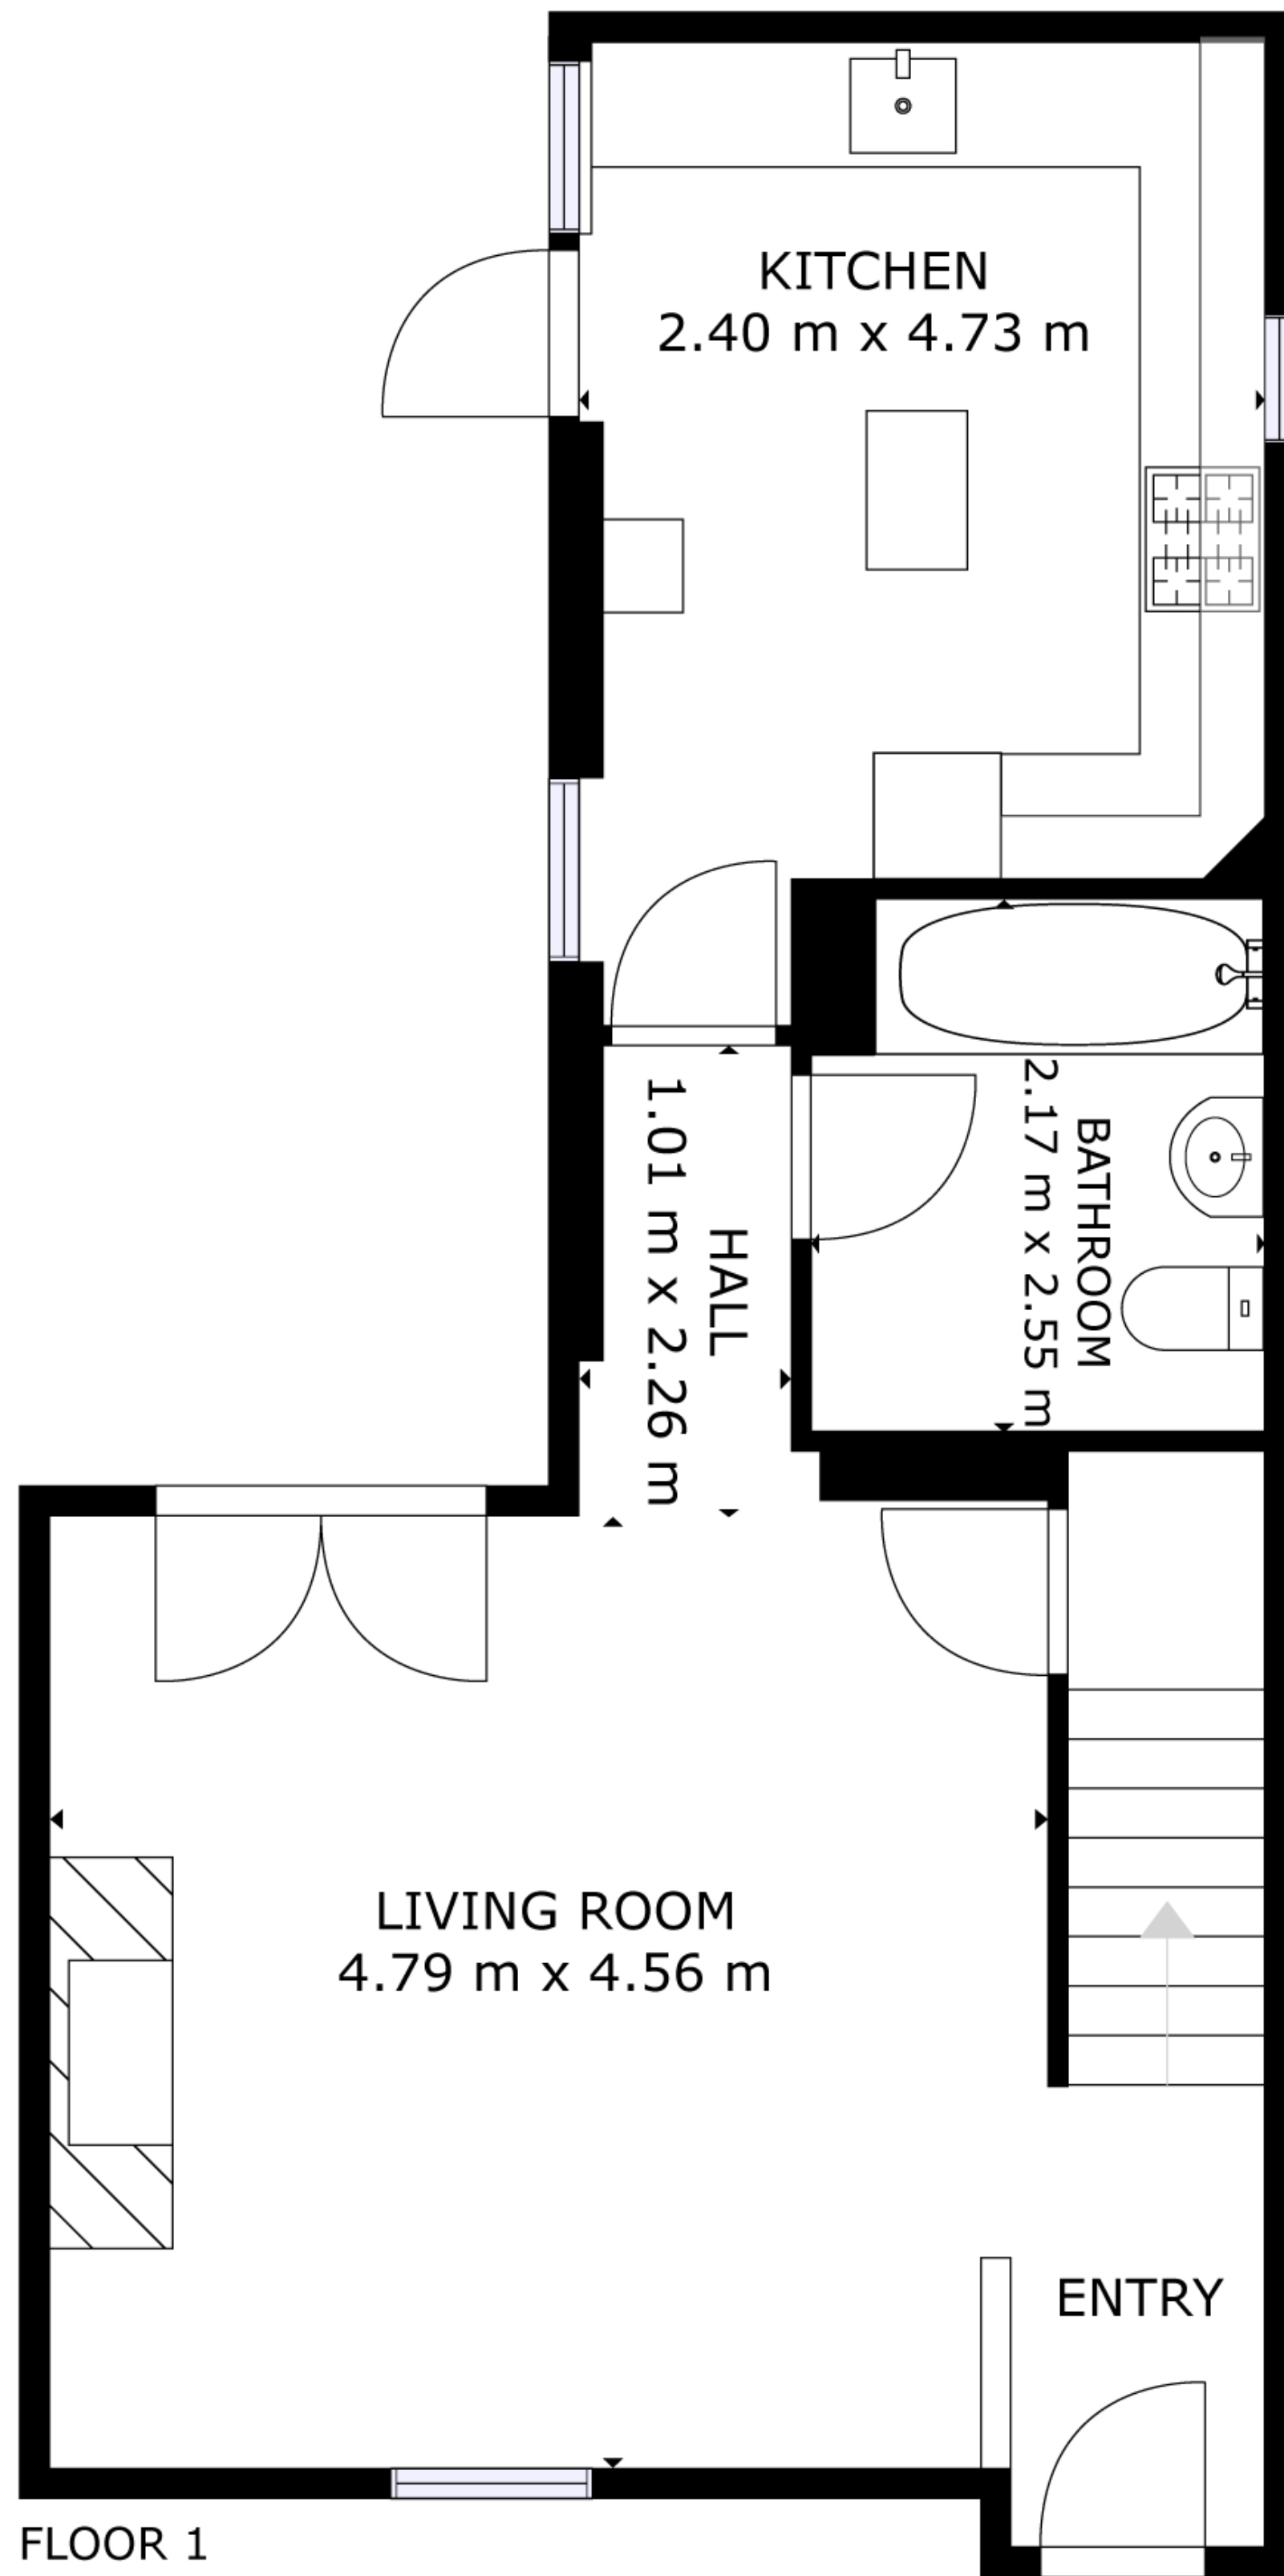 KITCHEN
2.40 m x 4.73 m
BATHROOM
2.17 m x 2.55 m
HALL
1.01 m x 2.26 m
LIVING ROOM
4.79 m x 4.56 m
ENTRY
FLOOR 1